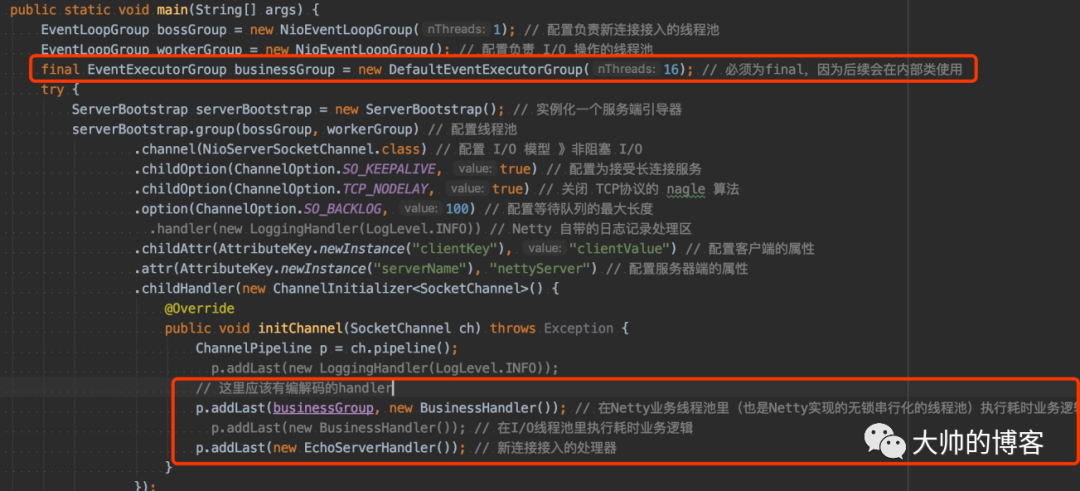 public static void main(String[] args) {
EventLoopGroup bossGroup = new NioEventLoopGroup( nThreads: 1); // 配置负责新连接接入的线程池
EventLoopGroup workerGroup = new NioEventLoopGroup(); // 配置负责 I/O 操作的线程池
final EventExecutorGroup businessGroup = new DefaultEventExecutorGroup( nThreads: 16); // 必须为final，因为后续会在内部类使用
try {
ServerBootstrap serverBootstrap = new ServerBootstrap(); // 实例化一个服务端引导器
serverBootstrap.group(bossGroup, workerGroup) // 配置线程池
.channel(NioServerSocketChannel.class) // 配置 I/O 模型 》非阻塞 I/O
.childOption(ChannelOption.SO_KEEPALIVE, value: true) // 配置为接受长连接服务
.childOption(ChannelOption.TCP_NODELAY, value: true) // 关闭 TCP协议的 nagle 算法
.option(ChannelOption.SO_BACKLOG, value: 100) // 配置等待队列的最大长度
.handler(new LoggingHandler(LogLevel.INFO)) // Netty 自带的日志记录处理区
.childAttr(AttributeKey.newInstance("clientKey"), value: "clientValue") // 配置客户端的属性
.attr(AttributeKey.newInstance("serverName"), "nettyServer") // 配置服务器端的属性
.childHandler(new ChannelInitializer<SocketChannel>() {
@Override
public void initChannel(SocketChannel ch) throws Exception {
ChannelPipeline p = ch.pipeline();
p.addLast(new LoggingHandler(LogLevel.INFO));
// 这里应该有编解码的handler
p.addLast(businessGroup, new BusinessHandler()); // 在Netty业务线程池里（也是Netty实现的无锁串行化的线程池）执行耗时业务逻
p.addLast(new BusinessHandler()); // 在I/O线程池里执行耗时业务逻辑
p.addLast(new EchoServerHandler()); // 新连接接入的处理器
}
});
大帅的博客